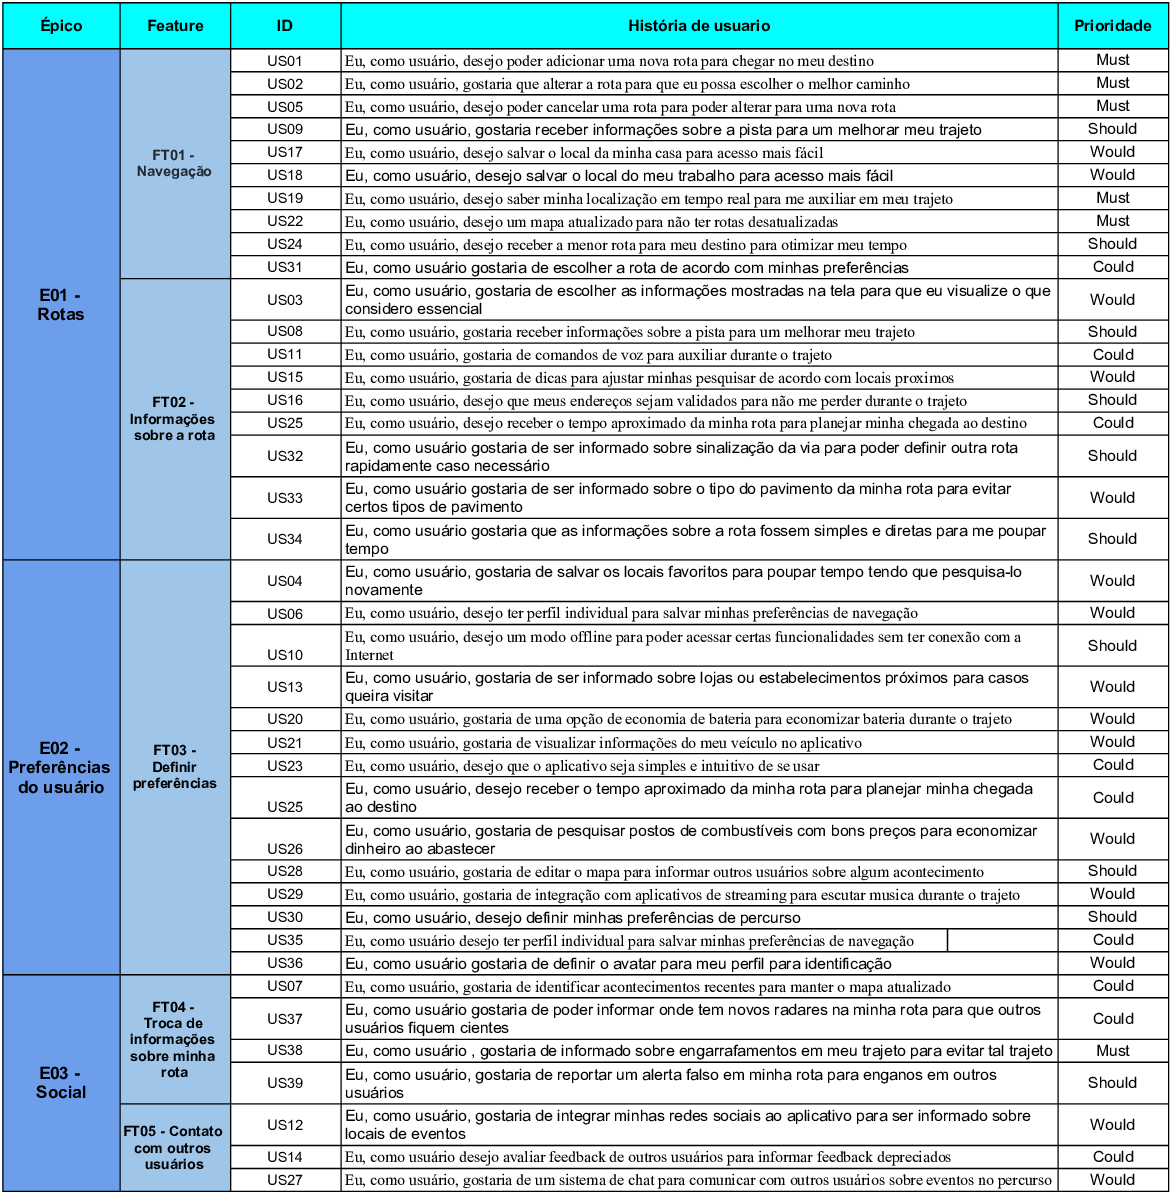 Épico Feature ID História de usuario Prioridade
E01 -
Rotas
FT01 -
Navegação
US01 Eu, como usuário, desejo poder adicionar uma nova rota para chegar no meu destino Must
US02 Eu, como usuário, gostaria que alterar a rota para que eu possa escolher o melhor caminho Must
US05 Eu, como usuário, desejo poder cancelar uma rota para poder alterar para uma nova rota Must
US09 Eu, como usuário, gostaria receber informações sobre a pista para um melhorar meu trajeto Should
US17 Eu, como usuário, desejo salvar o local da minha casa para acesso mais fácil Would
US18 Eu, como usuário, desejo salvar o local do meu trabalho para acesso mais fácil Would
US19 Eu, como usuário, desejo saber minha localização em tempo real para me auxiliar em meu trajeto Must
US22 Eu, como usuário, desejo um mapa atualizado para não ter rotas desatualizadas Must
US24 Eu, como usuário, desejo receber a menor rota para meu destino para otimizar meu tempo Should
US31 Eu, como usuário gostaria de escolher a rota de acordo com minhas preferências Could
FT02 -
Informações
sobre a rota
US03 Eu, como usuário, gostaria de escolher as informações mostradas na tela para que eu visualize o que
considero essencial Would
US08 Eu, como usuário, gostaria receber informações sobre a pista para um melhorar meu trajeto Should
US11 Eu, como usuário, gostaria de comandos de voz para auxiliar durante o trajeto Could
US15 Eu, como usuário, gostaria de dicas para ajustar minhas pesquisar de acordo com locais proximos Would
US16 Eu, como usuário, desejo que meus endereços sejam validados para não me perder durante o trajeto Should
US25 Eu, como usuário, desejo receber o tempo aproximado da minha rota para planejar minha chegada ao destino Could
US32 Eu, como usuário gostaria de ser informado sobre sinalização da via para poder definir outra rota
rapidamente caso necessário Should
US33 Eu, como usuário gostaria de ser informado sobre o tipo do pavimento da minha rota para evitar
certos tipos de pavimento Would
US34 Eu, como usuário gostaria que as informações sobre a rota fossem simples e diretas para me poupar
tempo Should
E02 -
Preferências
do usuário
FT03 -
Definir
preferências
US04 Eu, como usuário, gostaria de salvar os locais favoritos para poupar tempo tendo que pesquisa-lo
novamente Would
US06 Eu, como usuário, desejo ter perfil individual para salvar minhas preferências de navegação Would
US10 Eu, como usuário, desejo um modo offline para poder acessar certas funcionalidades sem ter conexão com a
Internet Should
US13 Eu, como usuário, gostaria de ser informado sobre lojas ou estabelecimentos próximos para casos
queira visitar Would
US20 Eu, como usuário, gostaria de uma opção de economia de bateria para economizar bateria durante o trajeto Would
US21 Eu, como usuário, gostaria de visualizar informações do meu veículo no aplicativo Would
US23 Eu, como usuário, desejo que o aplicativo seja simples e intuitivo de se usar Could
US25 Eu, como usuário, desejo receber o tempo aproximado da minha rota para planejar minha chegada
ao destino Could
US26 Eu, como usuário, gostaria de pesquisar postos de combustíveis com bons preços para economizar
dinheiro ao abastecer Would
US28 Eu, como usuário, gostaria de editar o mapa para informar outros usuários sobre algum acontecimento Should
US29 Eu, como usuário, gostaria de integração com aplicativos de streaming para escutar musica durante o trajeto Would
US30 Eu, como usuário, desejo definir minhas preferências de percurso Should
US35 Eu, como usuário desejo ter perfil individual para salvar minhas preferências de navegação Could
US36 Eu, como usuário gostaria de definir o avatar para meu perfil para identificação Would
E03 -
Social
FT04 -
Troca de
informações
sobre minha
rota
US07 Eu, como usuário, gostaria de identificar acontecimentos recentes para manter o mapa atualizado Could
US37 Eu, como usuário gostaria de poder informar onde tem novos radares na minha rota para que outros
usuários fiquem cientes Could
US38 Eu, como usuário , gostaria de informado sobre engarrafamentos em meu trajeto para evitar tal trajeto Must
US39 Eu, como usuário, gostaria de reportar um alerta falso em minha rota para enganos em outros
usuários Should
FT05 - Contato
com outros
usuários
US12 Eu, como usuário, gostaria de integrar minhas redes sociais ao aplicativo para ser informado sobre
locais de eventos Would
US14 Eu, como usuário desejo avaliar feedback de outros usuários para informar feedback depreciados Could
US27 Eu, como usuário, gostaria de um sistema de chat para comunicar com outros usuários sobre eventos no percurso Would